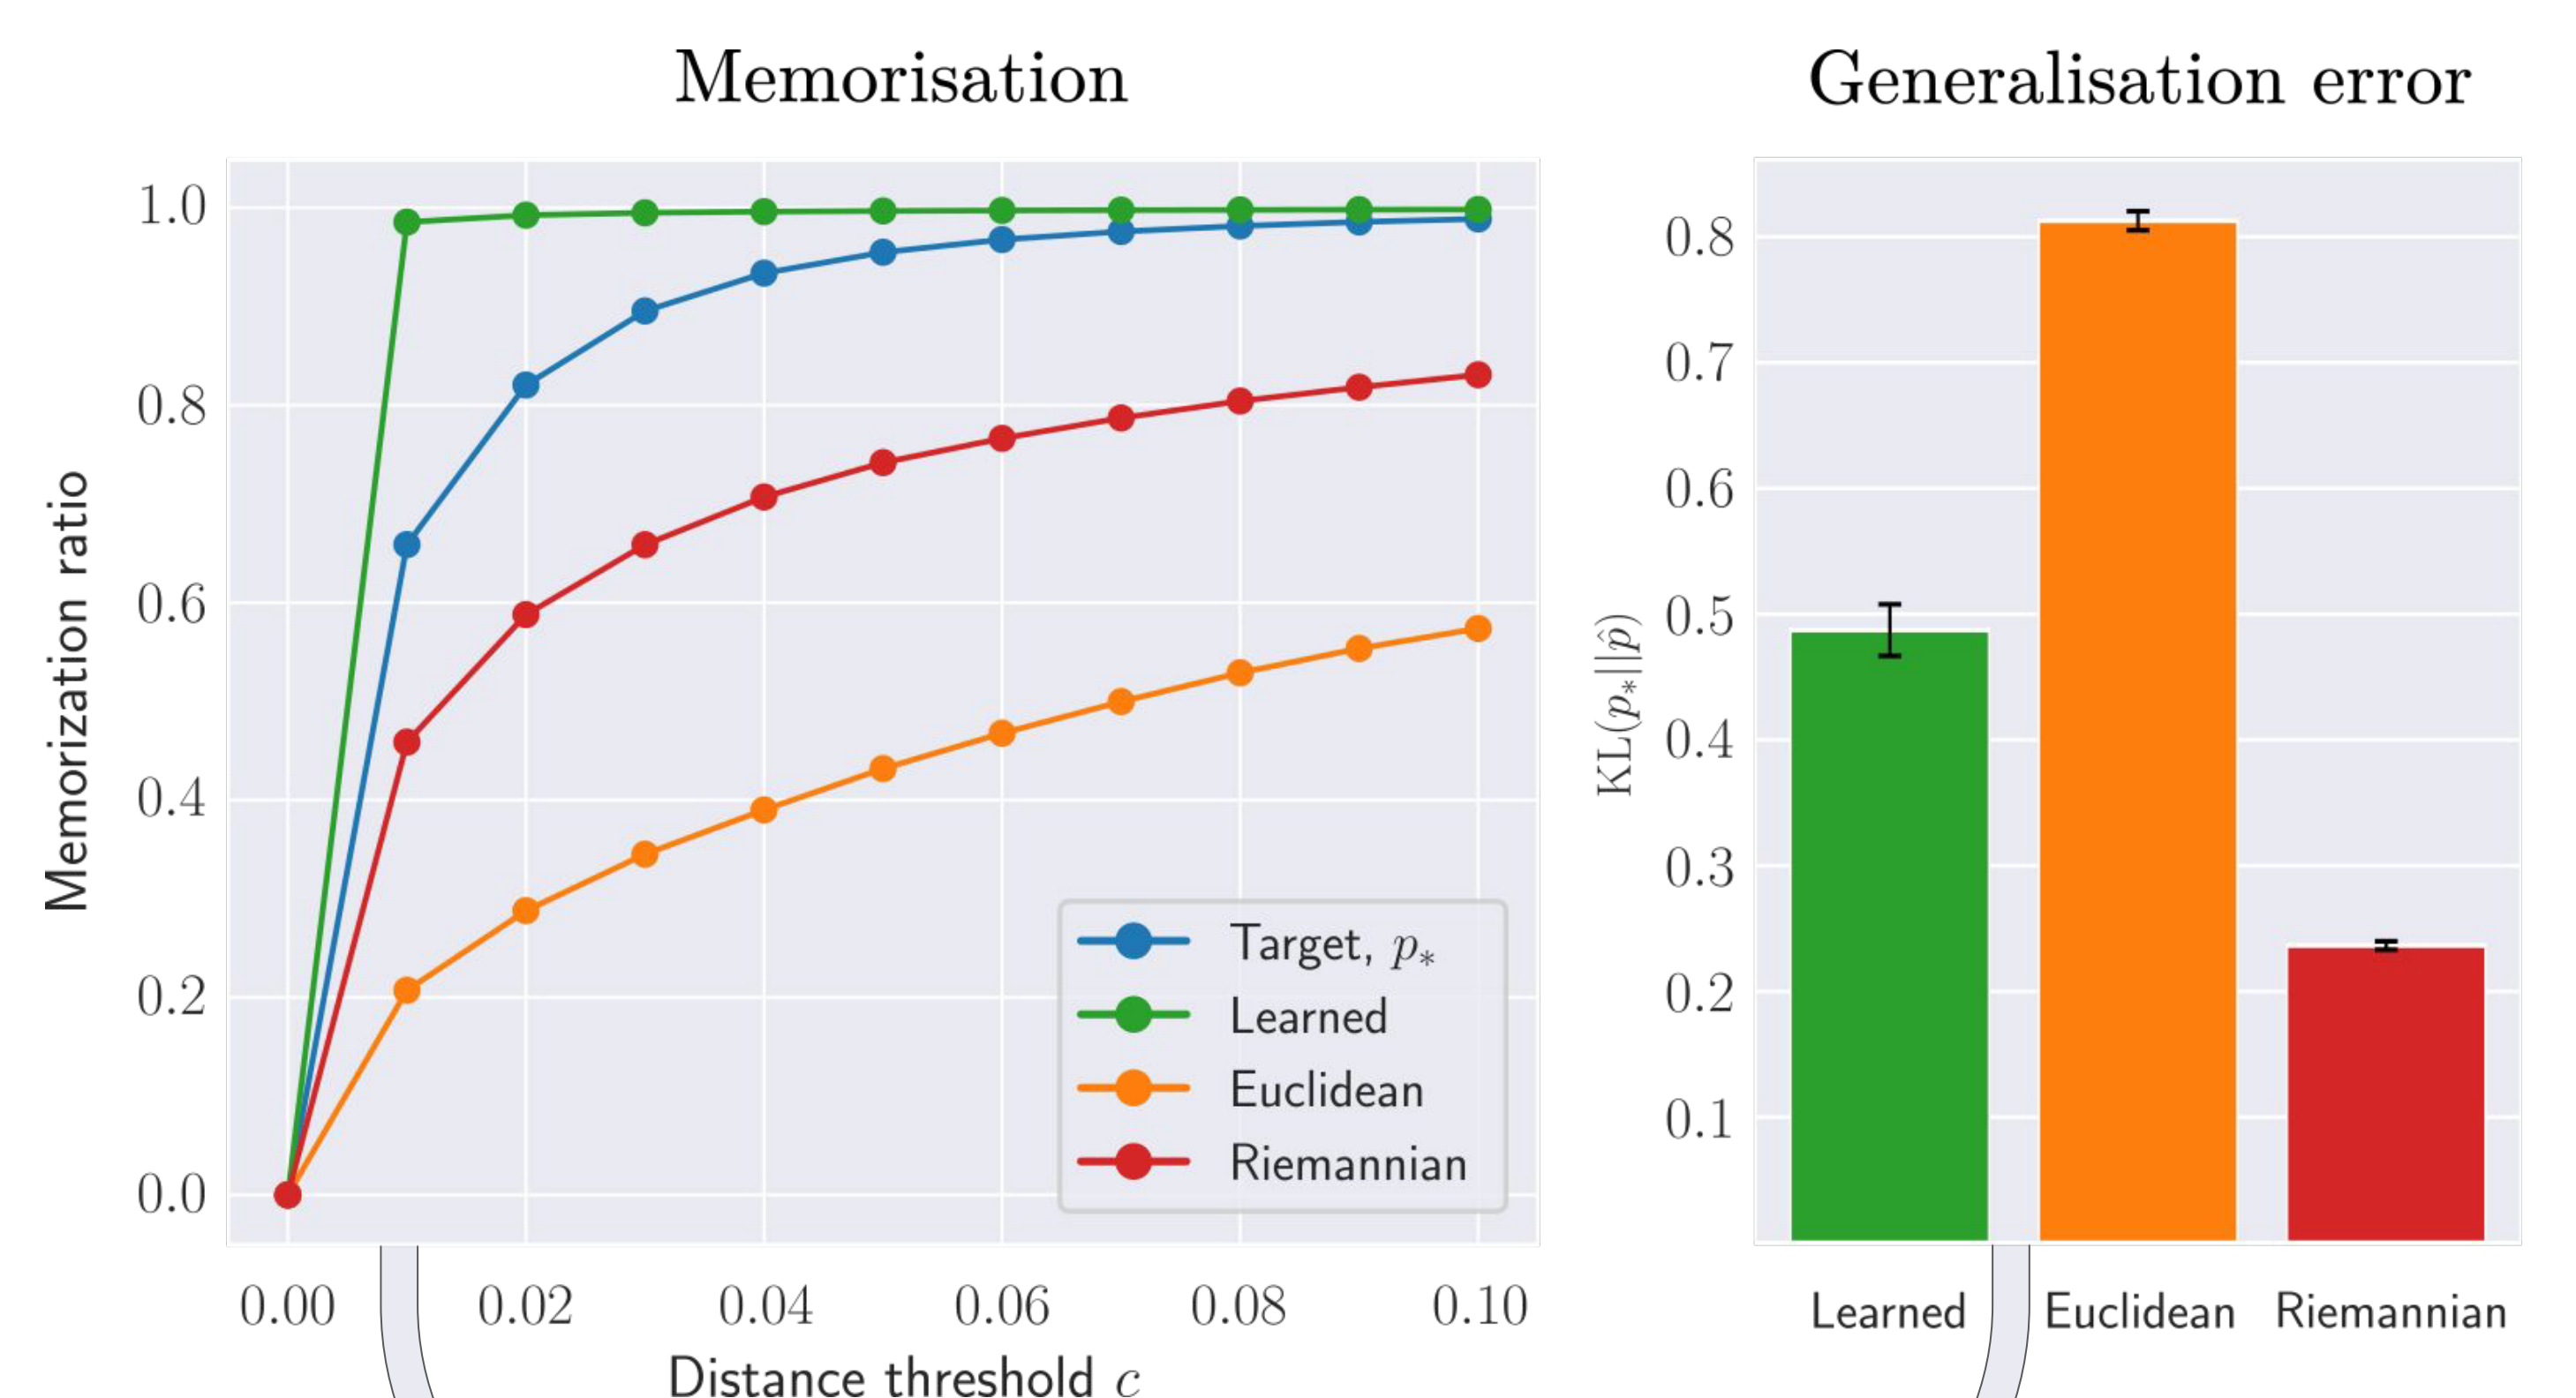 Memorisation
Generalisation error
Memorization ratio
1.0
0.8
0.6
0.4
0.2
0.0
Target, p*
Learned
Euclidean
Riemannian
0.00 0.02 0.04 0.06 0.08 0.10
Distance threshold c
KL(p*||p̂)
0.8
0.7
0.6
0.5
0.4
0.3
0.2
0.1
Learned Euclidean Riemannian